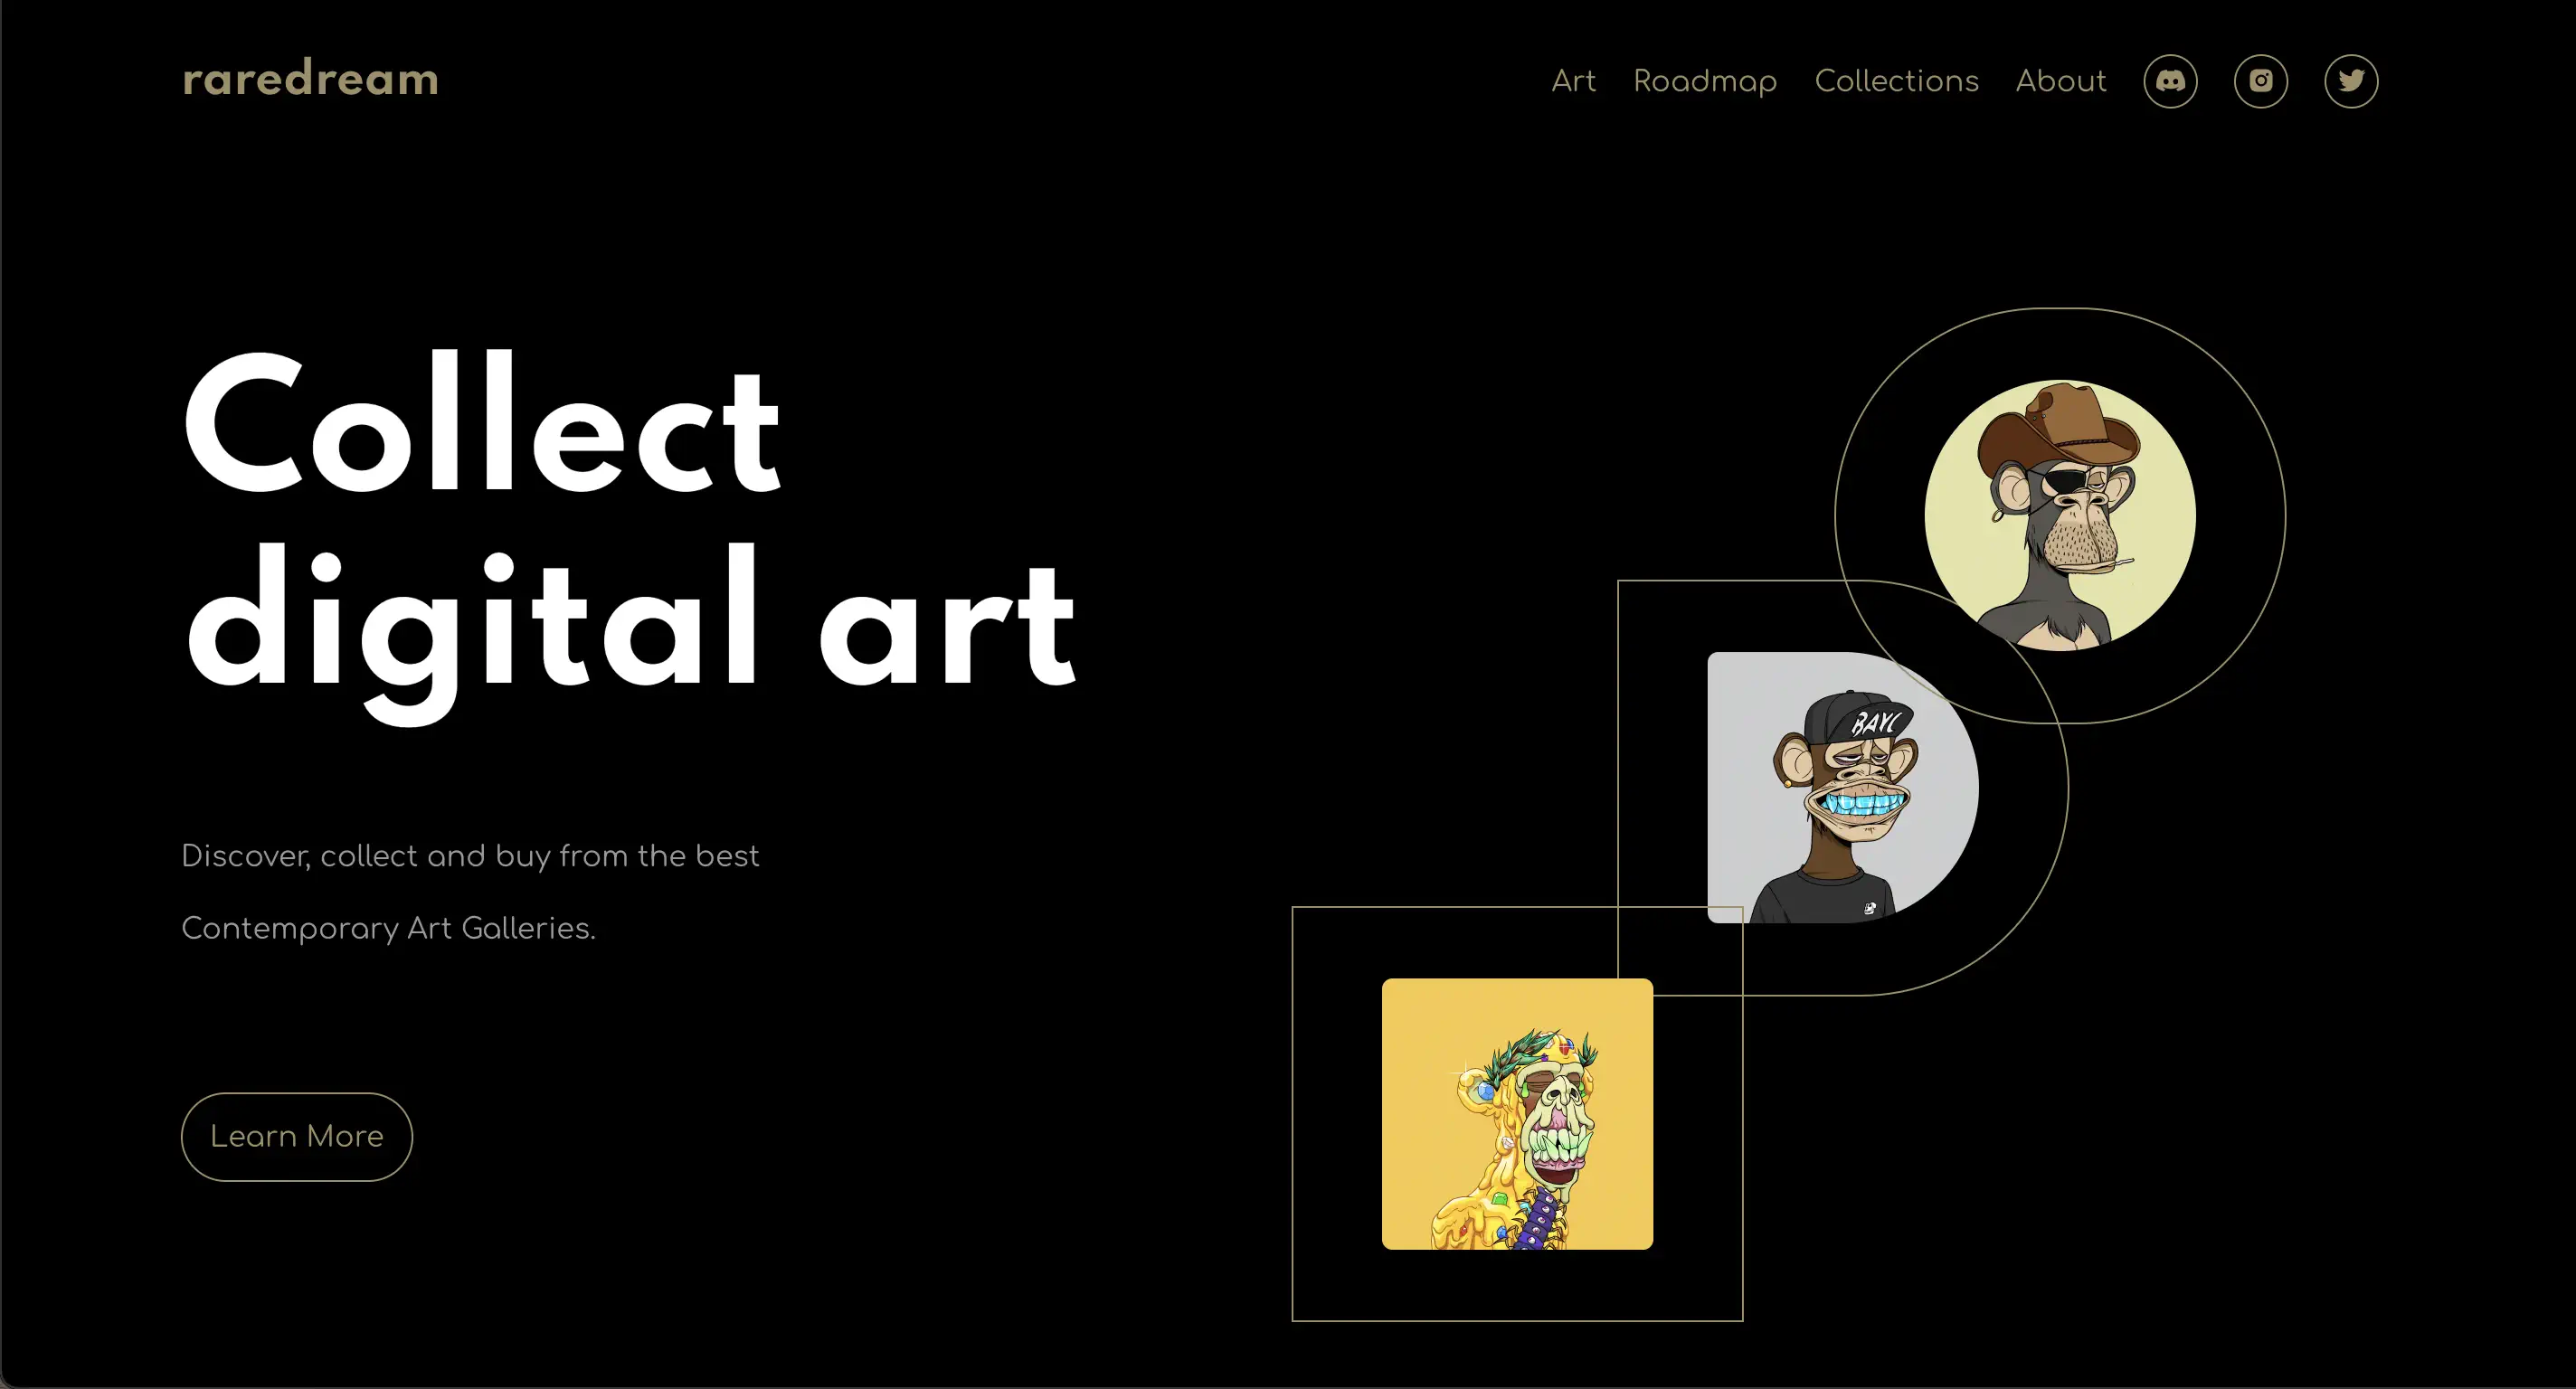 raredream
Art Roadmap Collections About
Collect
digital art
Discover, collect and buy from the best
Contemporary Art Galleries.
Learn More
BAYC